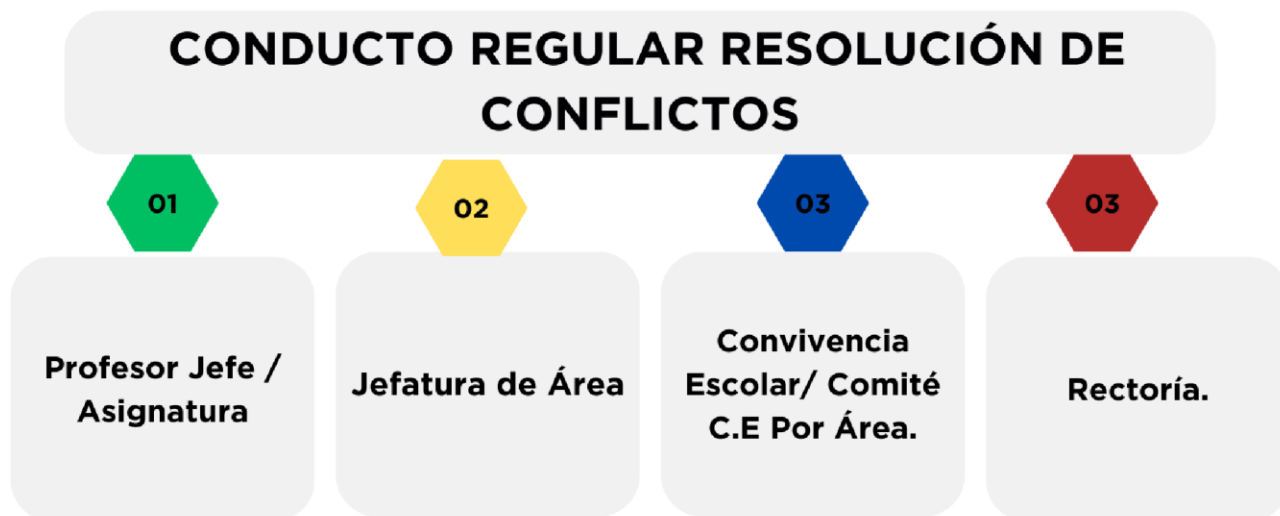 CONDUCTO REGULAR RESOLUCIÓN DE
CONFLICTOS
01
02
03
03
Profesor Jefe /
Asignatura
Jefatura de Área
Convivencia
Escolar/ Comité
C.E Por Área.
Rectoría.